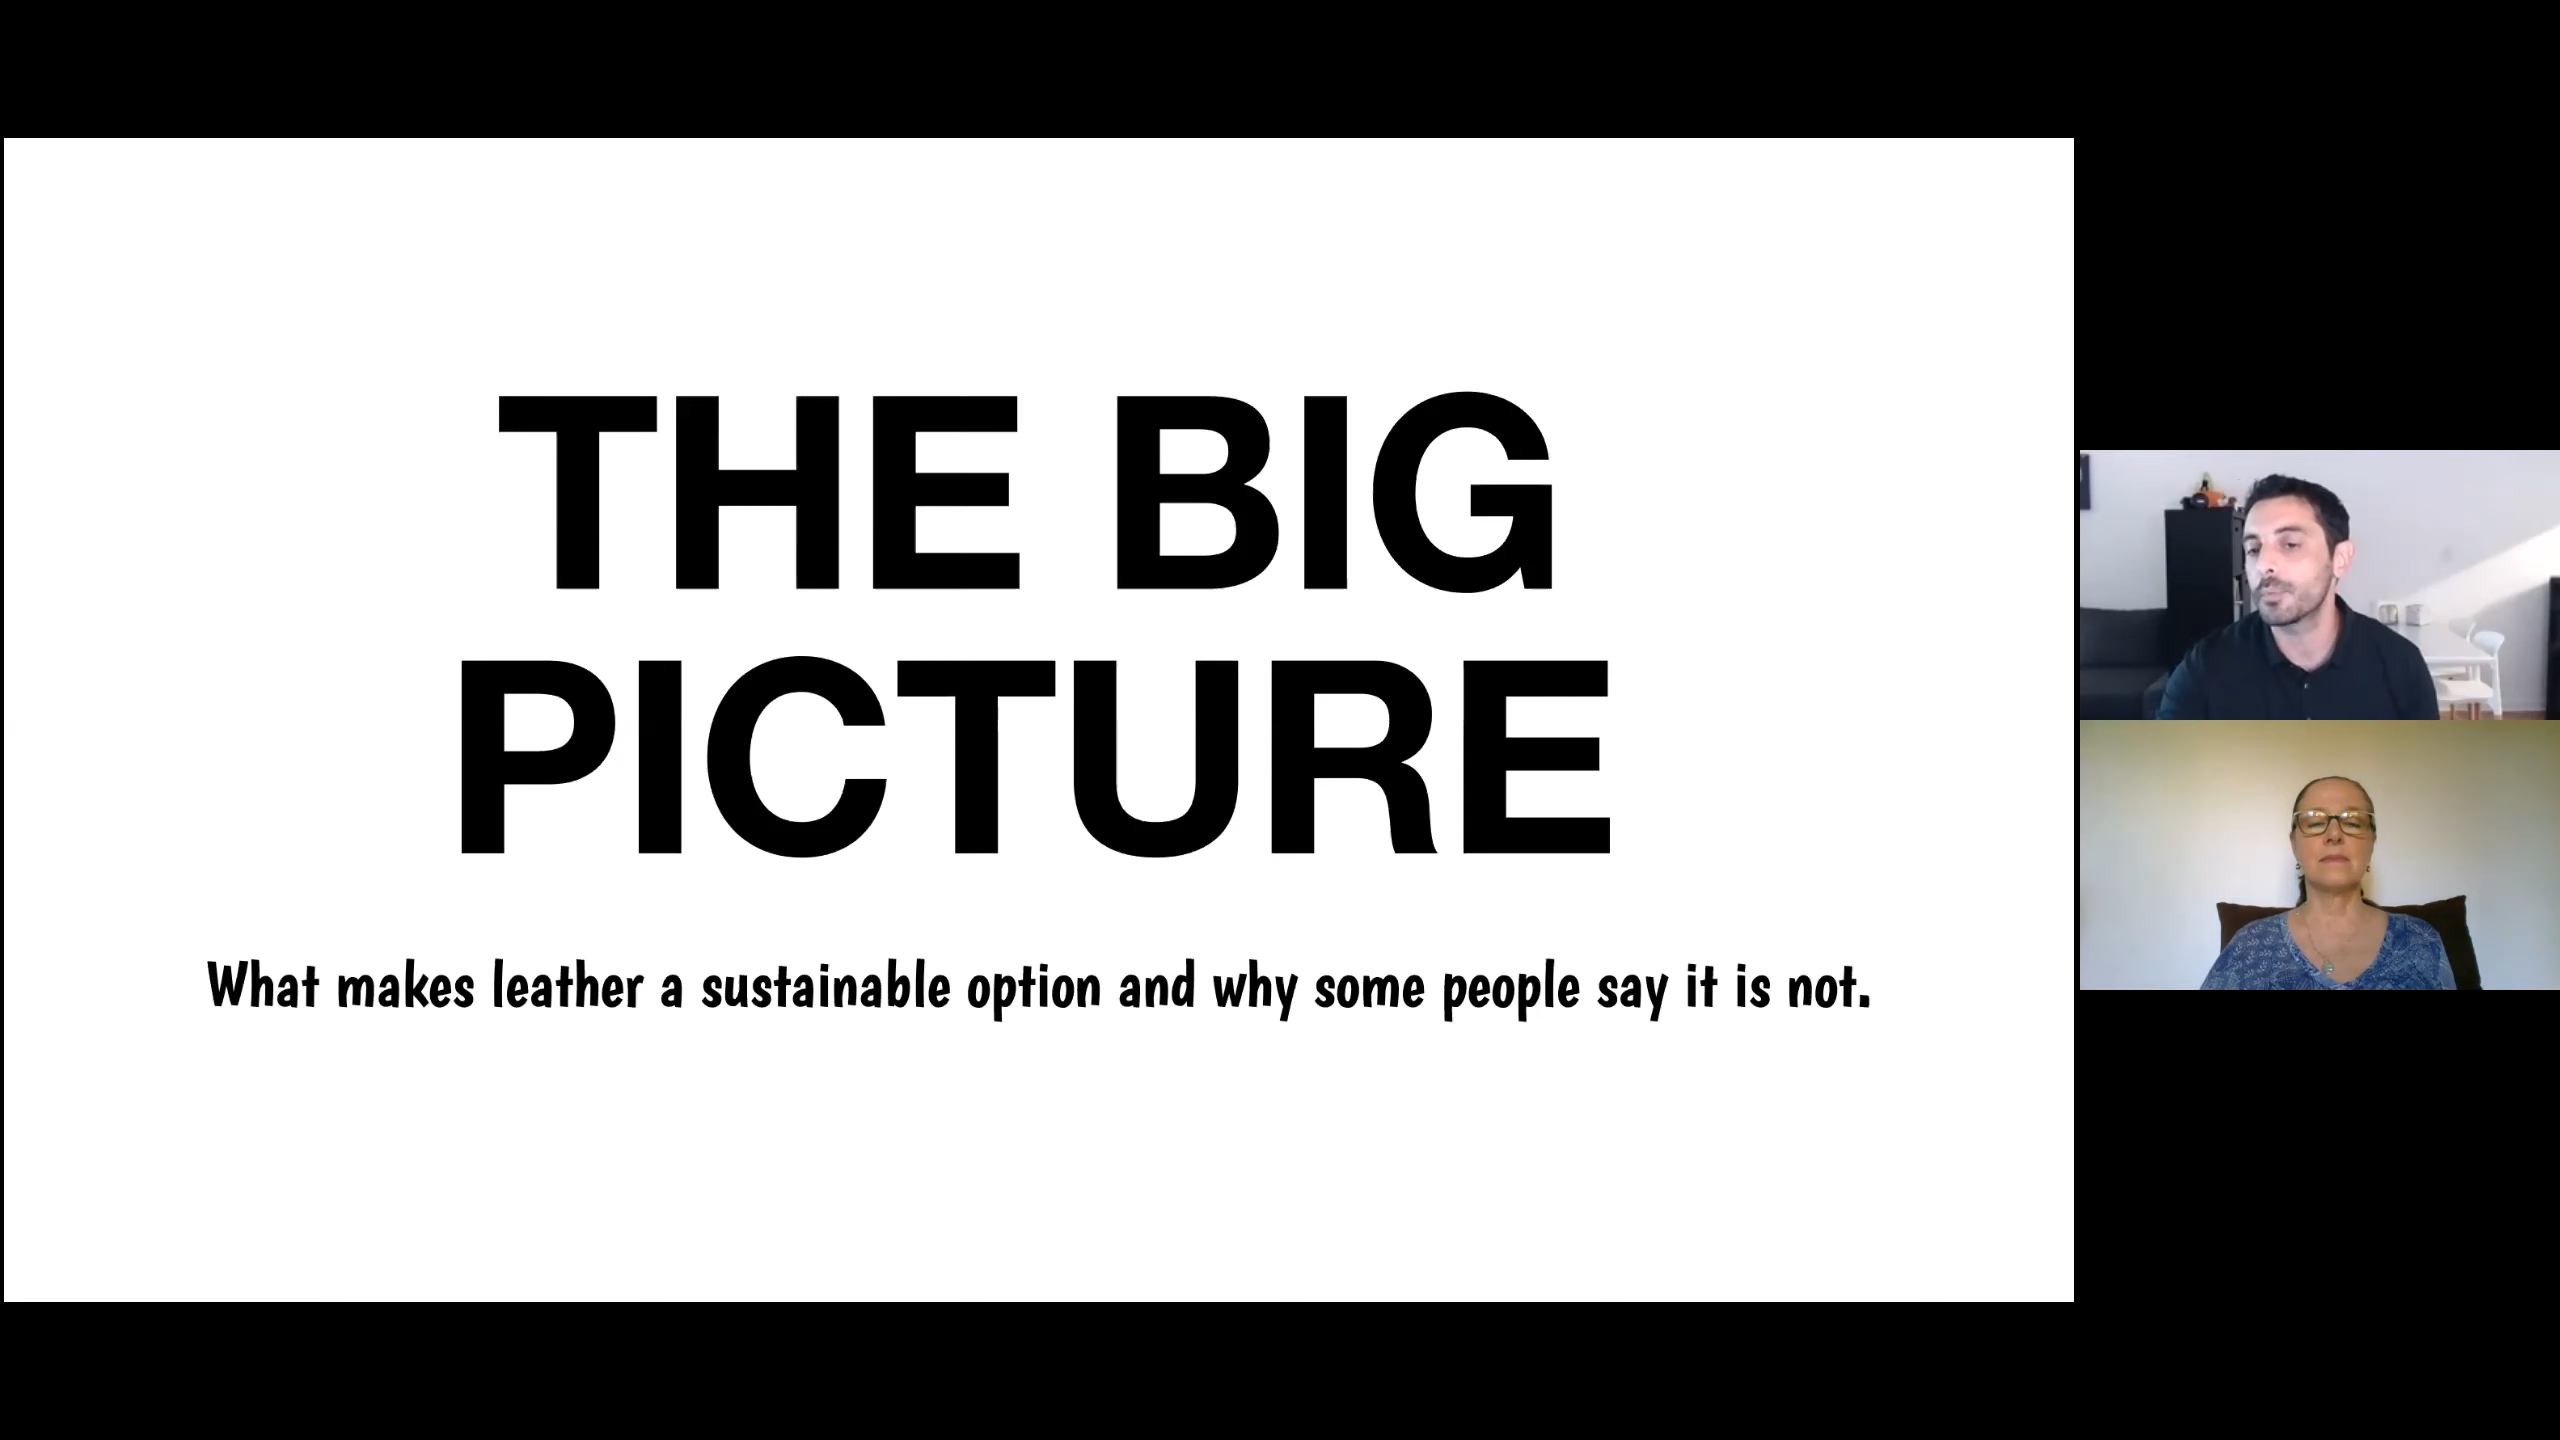 THE BIG
PICTURE
What makes leather a sustainable option and why some people say it is not.